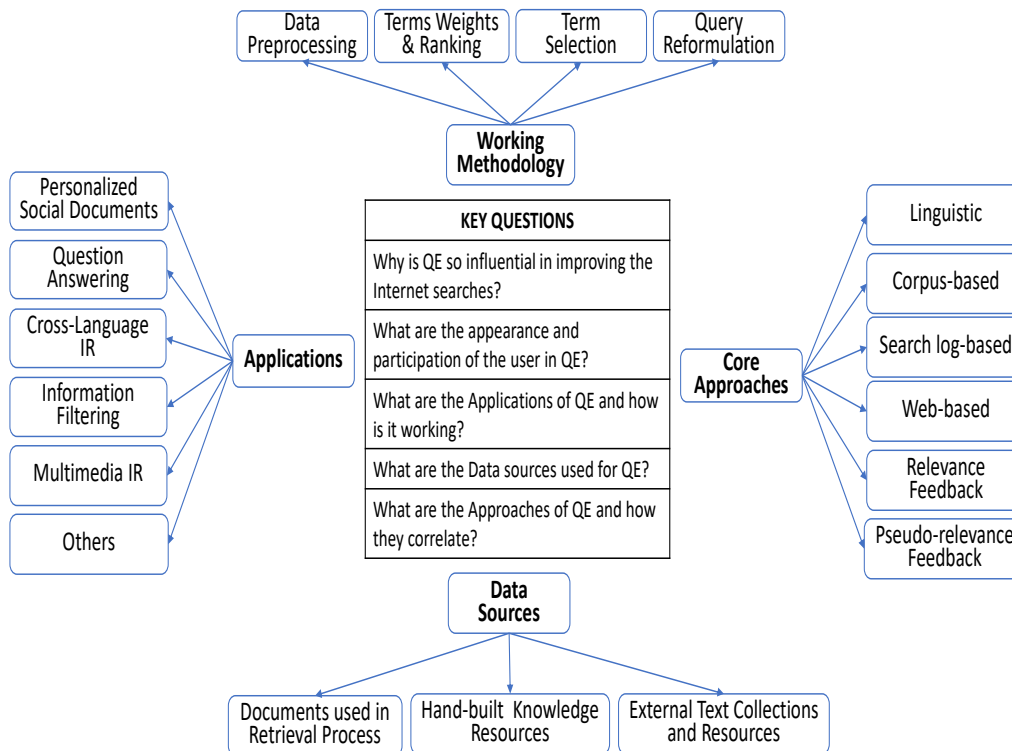 Data
Preprocessing
Terms Weights
& Ranking
Term
Selection
Query
Reformulation
Working
Methodology
Personalized
Social Documents
Question
Answering
Cross-Language
IR
Information
Filtering
Multimedia IR
Others
Applications
KEY QUESTIONS
Why is QE so influential in improving the
Internet searches?
What are the appearance and
participation of the user in QE?
What are the Applications of QE and how
is it working?
What are the Data sources used for QE?
What are the Approaches of QE and how
they correlate?
Core
Approaches
Linguistic
Corpus-based
Search log-based
Web-based
Relevance
Feedback
Pseudo-relevance
Feedback
Data
Sources
Documents used in
Retrieval Process
Hand-built Knowledge
Resources
External Text Collections
and Resources